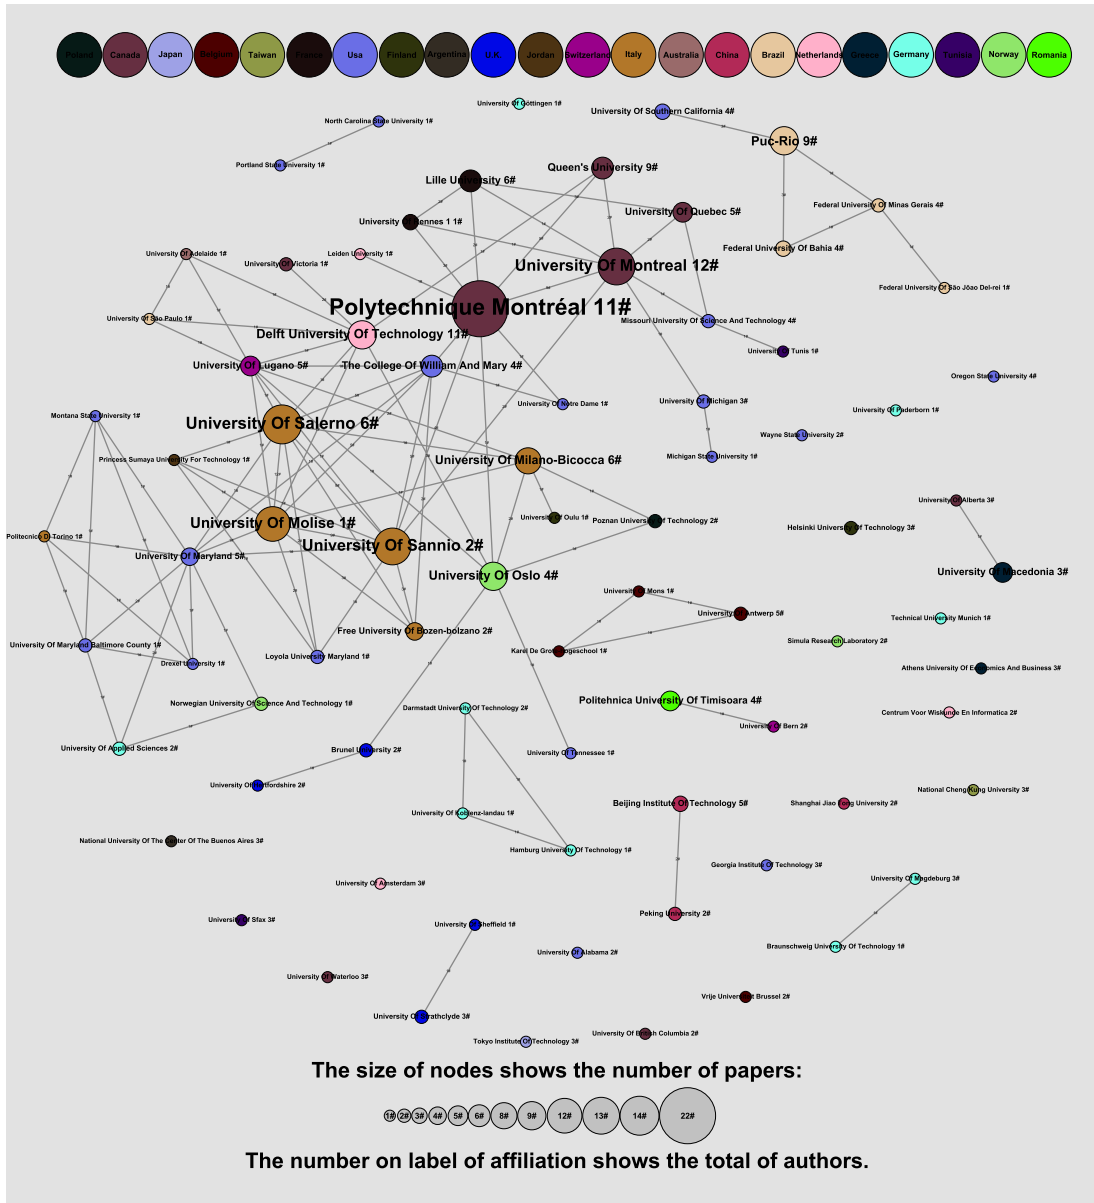 Poland Canada Japan Belgium Taiwan France Usa Finland Argentina U.K. Jordan Switzerland Italy Australia China Brazil Netherlands Greece Germany Tunisia Norway Romania
University Of Göttingen 1#
University Of Southern California 4#
North Carolina State University 1#
Puc-Rio 9#
Portland State University 1#
Queen's University 9#
Lille University 6#
Federal University Of Minas Gerais 4#
University Of Quebec 5#
University Of Rennes 1 1#
Federal University Of Bahia 4#
University Of Adelaide 1#
Leiden University 1#
University Of Victoria 1#
University Of Montreal 12#
Federal University Of São Jöao Del-rei 1#
Polytechnique Montréal 11#
University Of São Paulo 1#
Missouri University Of Science And Technology 4#
Delft University Of Technology 11#
University Of Tunis 1#
University Of Lugano 5#
The College Of William And Mary 4#
Oregon State University 4#
University Of Notre Dame 1#
University Of Michigan 3#
University Of Paderborn 1#
Montana State University 1#
University Of Salerno 6#
Wayne State University 2#
Michigan State University 1#
Princess Sumaya University For Technology 1#
University Of Milano-Bicocca 6#
University Of Alberta 3#
University Of Oulu 1#
Poznan University Of Technology 2#
University Of Molise 1#
Helsinki University Of Technology 3#
Politecnico Di Torino 1#
University Of Sannio 2#
University Of Maryland 5#
University Of Oslo 4#
University Of Macedonia 3#
University Of Mons 1#
University Of Antwerp 5#
Technical University Munich 1#
Free University Of Bozen-bolzano 2#
Simula Research Laboratory 2#
University Of Maryland Baltimore County 1#
Karel De Grote Hogeschool 1#
Loyola University Maryland 1#
Drexel University 1#
Athens University Of Economics And Business 3#
Politehnica University Of Timisoara 4#
Norwegian University Of Science And Technology 1#
Darmstadt University Of Technology 2#
Centrum Voor Wiskunde En Informatica 2#
University Of Bern 2#
University Of Applied Sciences 2#
Brunel University 2#
University Of Tennessee 1#
University Of Hertfordshire 2#
National Cheng Kung University 3#
Beijing Institute Of Technology 5#
Shanghai Jiao Tong University 2#
University Of Koblenz-landau 1#
National University Of The Center Of The Buenos Aires 3#
Hamburg University Of Technology 1#
Georgia Institute Of Technology 3#
University Of Magdeburg 3#
University Of Amsterdam 3#
Peking University 2#
University Of Sfax 3#
University Of Sheffield 1#
Braunschweig University Of Technology 1#
University Of Alabama 2#
University Of Waterloo 3#
Vrije Universiteit Brussel 2#
University Of Strathclyde 3#
University Of British Columbia 2#
Tokyo Institute Of Technology 3#
The size of nodes shows the number of papers:
1# 2# 3# 4# 5# 6# 8# 9# 12# 13# 14# 22#
The number on label of affiliation shows the total of authors.